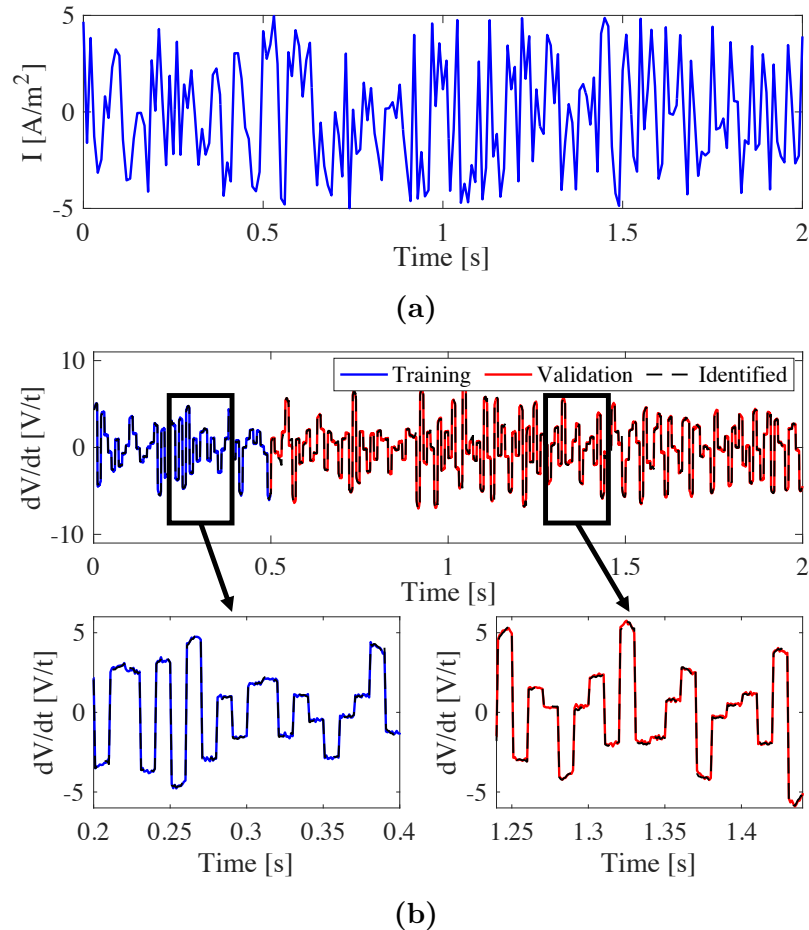 5
0
-5
I [A/m²]
0 0.5 1 1.5 2
Time [s]
(a)
10
0
-10
dV/dt [V/t]
Training Validation Identified
0 0.5 1 1.5 2
Time [s]
5
0
-5
dV/dt [V/t]
0.2 0.25 0.3 0.35 0.4
Time [s]
5
0
-5
dV/dt [V/t]
1.25 1.3 1.35 1.4
Time [s]
(b)